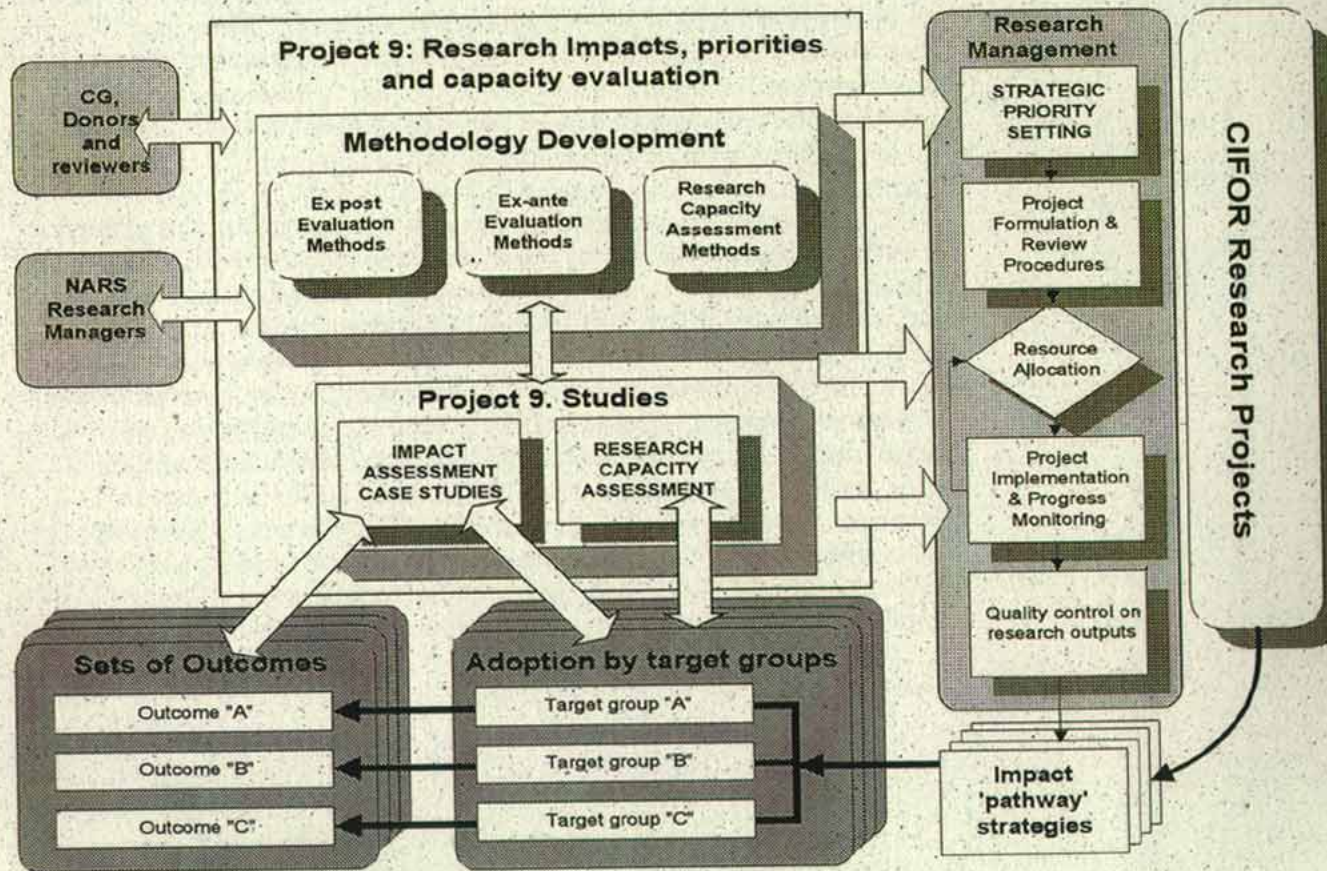 Project 9: Research Impacts, priorities
and capacity evaluation
CG,
Donors
and
reviewers
NARS
Research
Managers
Methodology Development
Ex post
Evaluation
Methods
Ex-ante
Evaluation
Methods
Research
Capacity
Assessment
Methods
Project 9. Studies
IMPACT
ASSESSMENT
CASE STUDIES
RESEARCH
CAPACITY
ASSESSMENT
Research
Management
STRATEGIC
PRIORITY
SETTING
Project
Formulation &
Review
Procedures
Resource
Allocation
Project
Implementation
& Progress
Monitoring
Quality control on
research outputs
CIFOR Research Projects
Sets of Outcomes
Outcome "A"
Outcome "B"
Outcome "C"
Adoption by target groups
Target group "A"
Target group "B"
Target group "C"
Impact
'pathway'
strategies